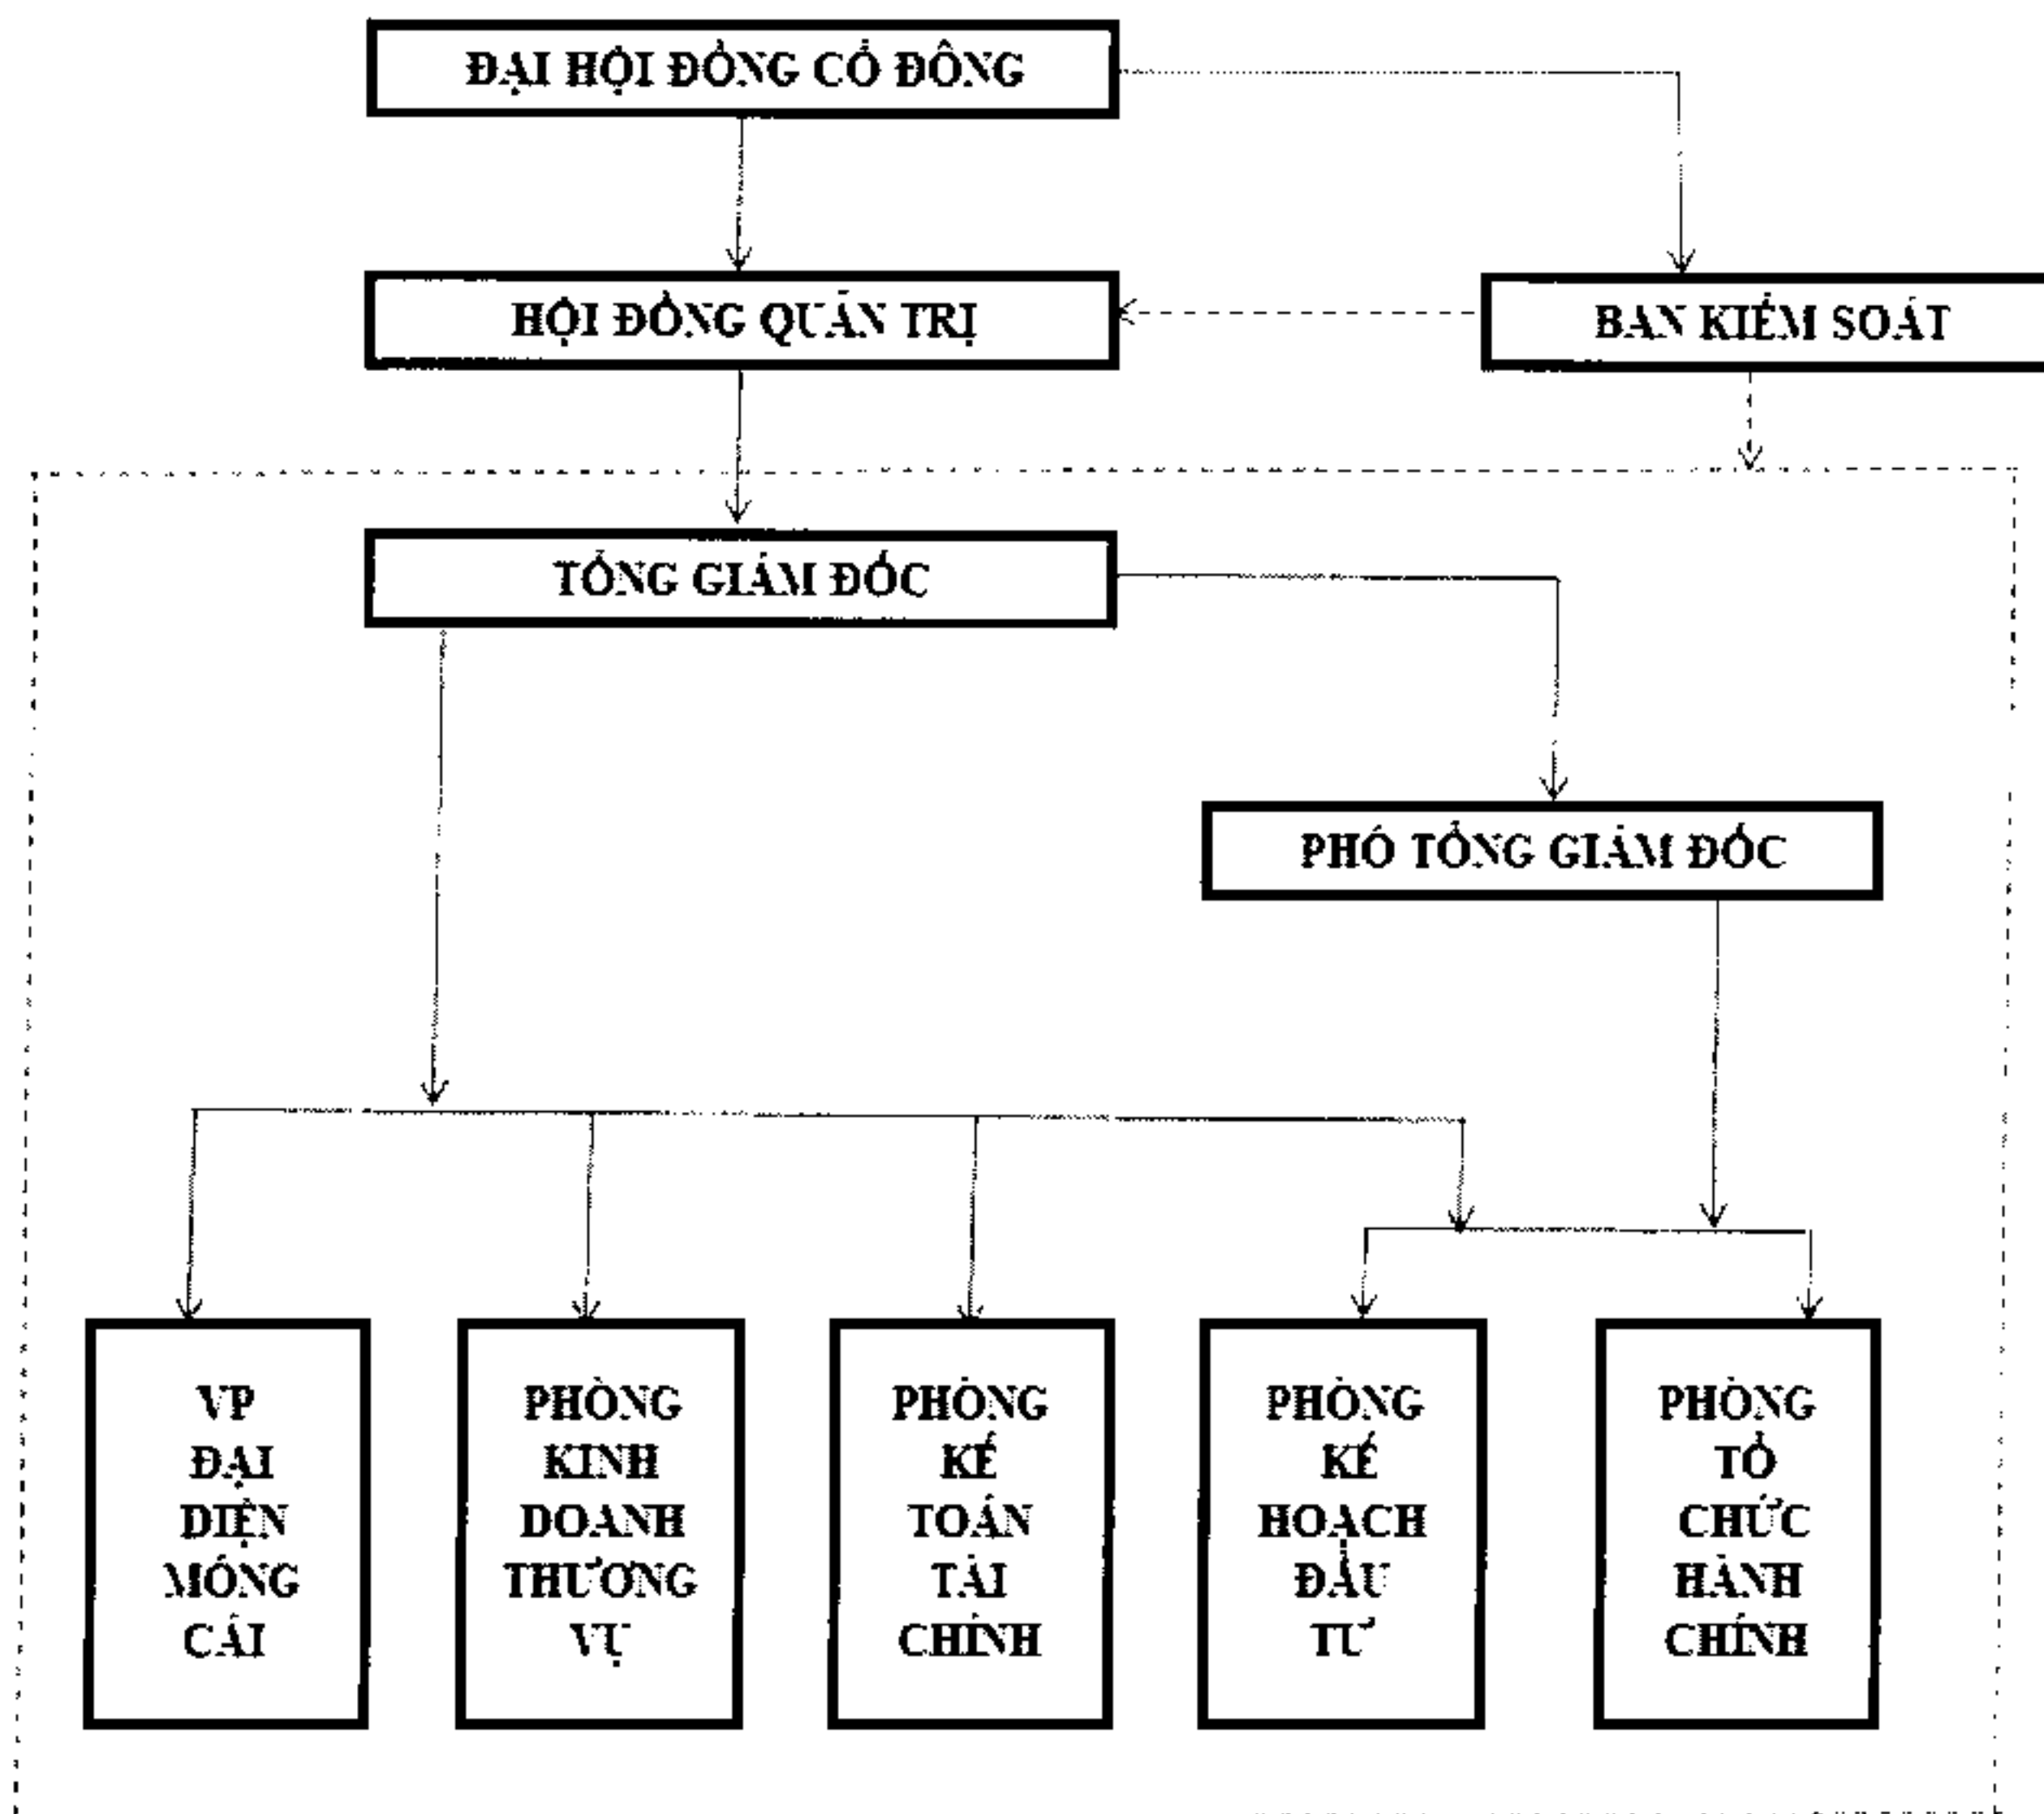 ĐẠI HỘI ĐỒNG CỔ ĐÔNG
HỘI ĐỒNG QUẢN TRỊ
BAN KIỂM SOÁT
TỔNG GIÁM ĐỐC
PHÓ TỔNG GIÁM ĐỐC
VP
ĐẠI
DIỆN
MÓNG
CÁI
PHÒNG
KINH
DOANH
THƯƠNG
VỤ
PHÒNG
KẾ
TOÁN
TÀI
CHÍNH
PHÒNG
KẾ
HOẠCH
ĐẦU
TƯ
PHÒNG
TỔ
CHỨC
HÀNH
CHÍNH